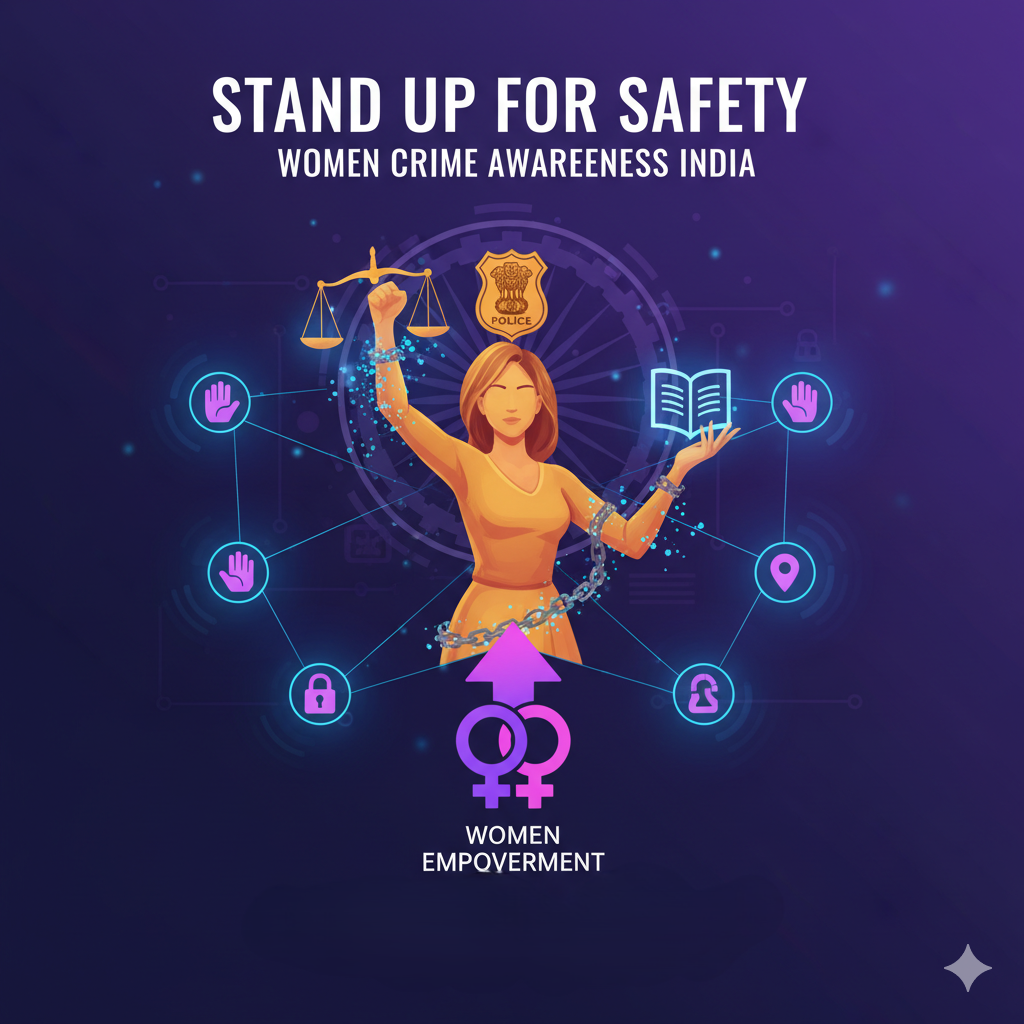 STAND UP FOR SAFETY
WOMEN CRIME AWAREENESS INDIA
POLICE
WOMEN
EMPOVERMENT